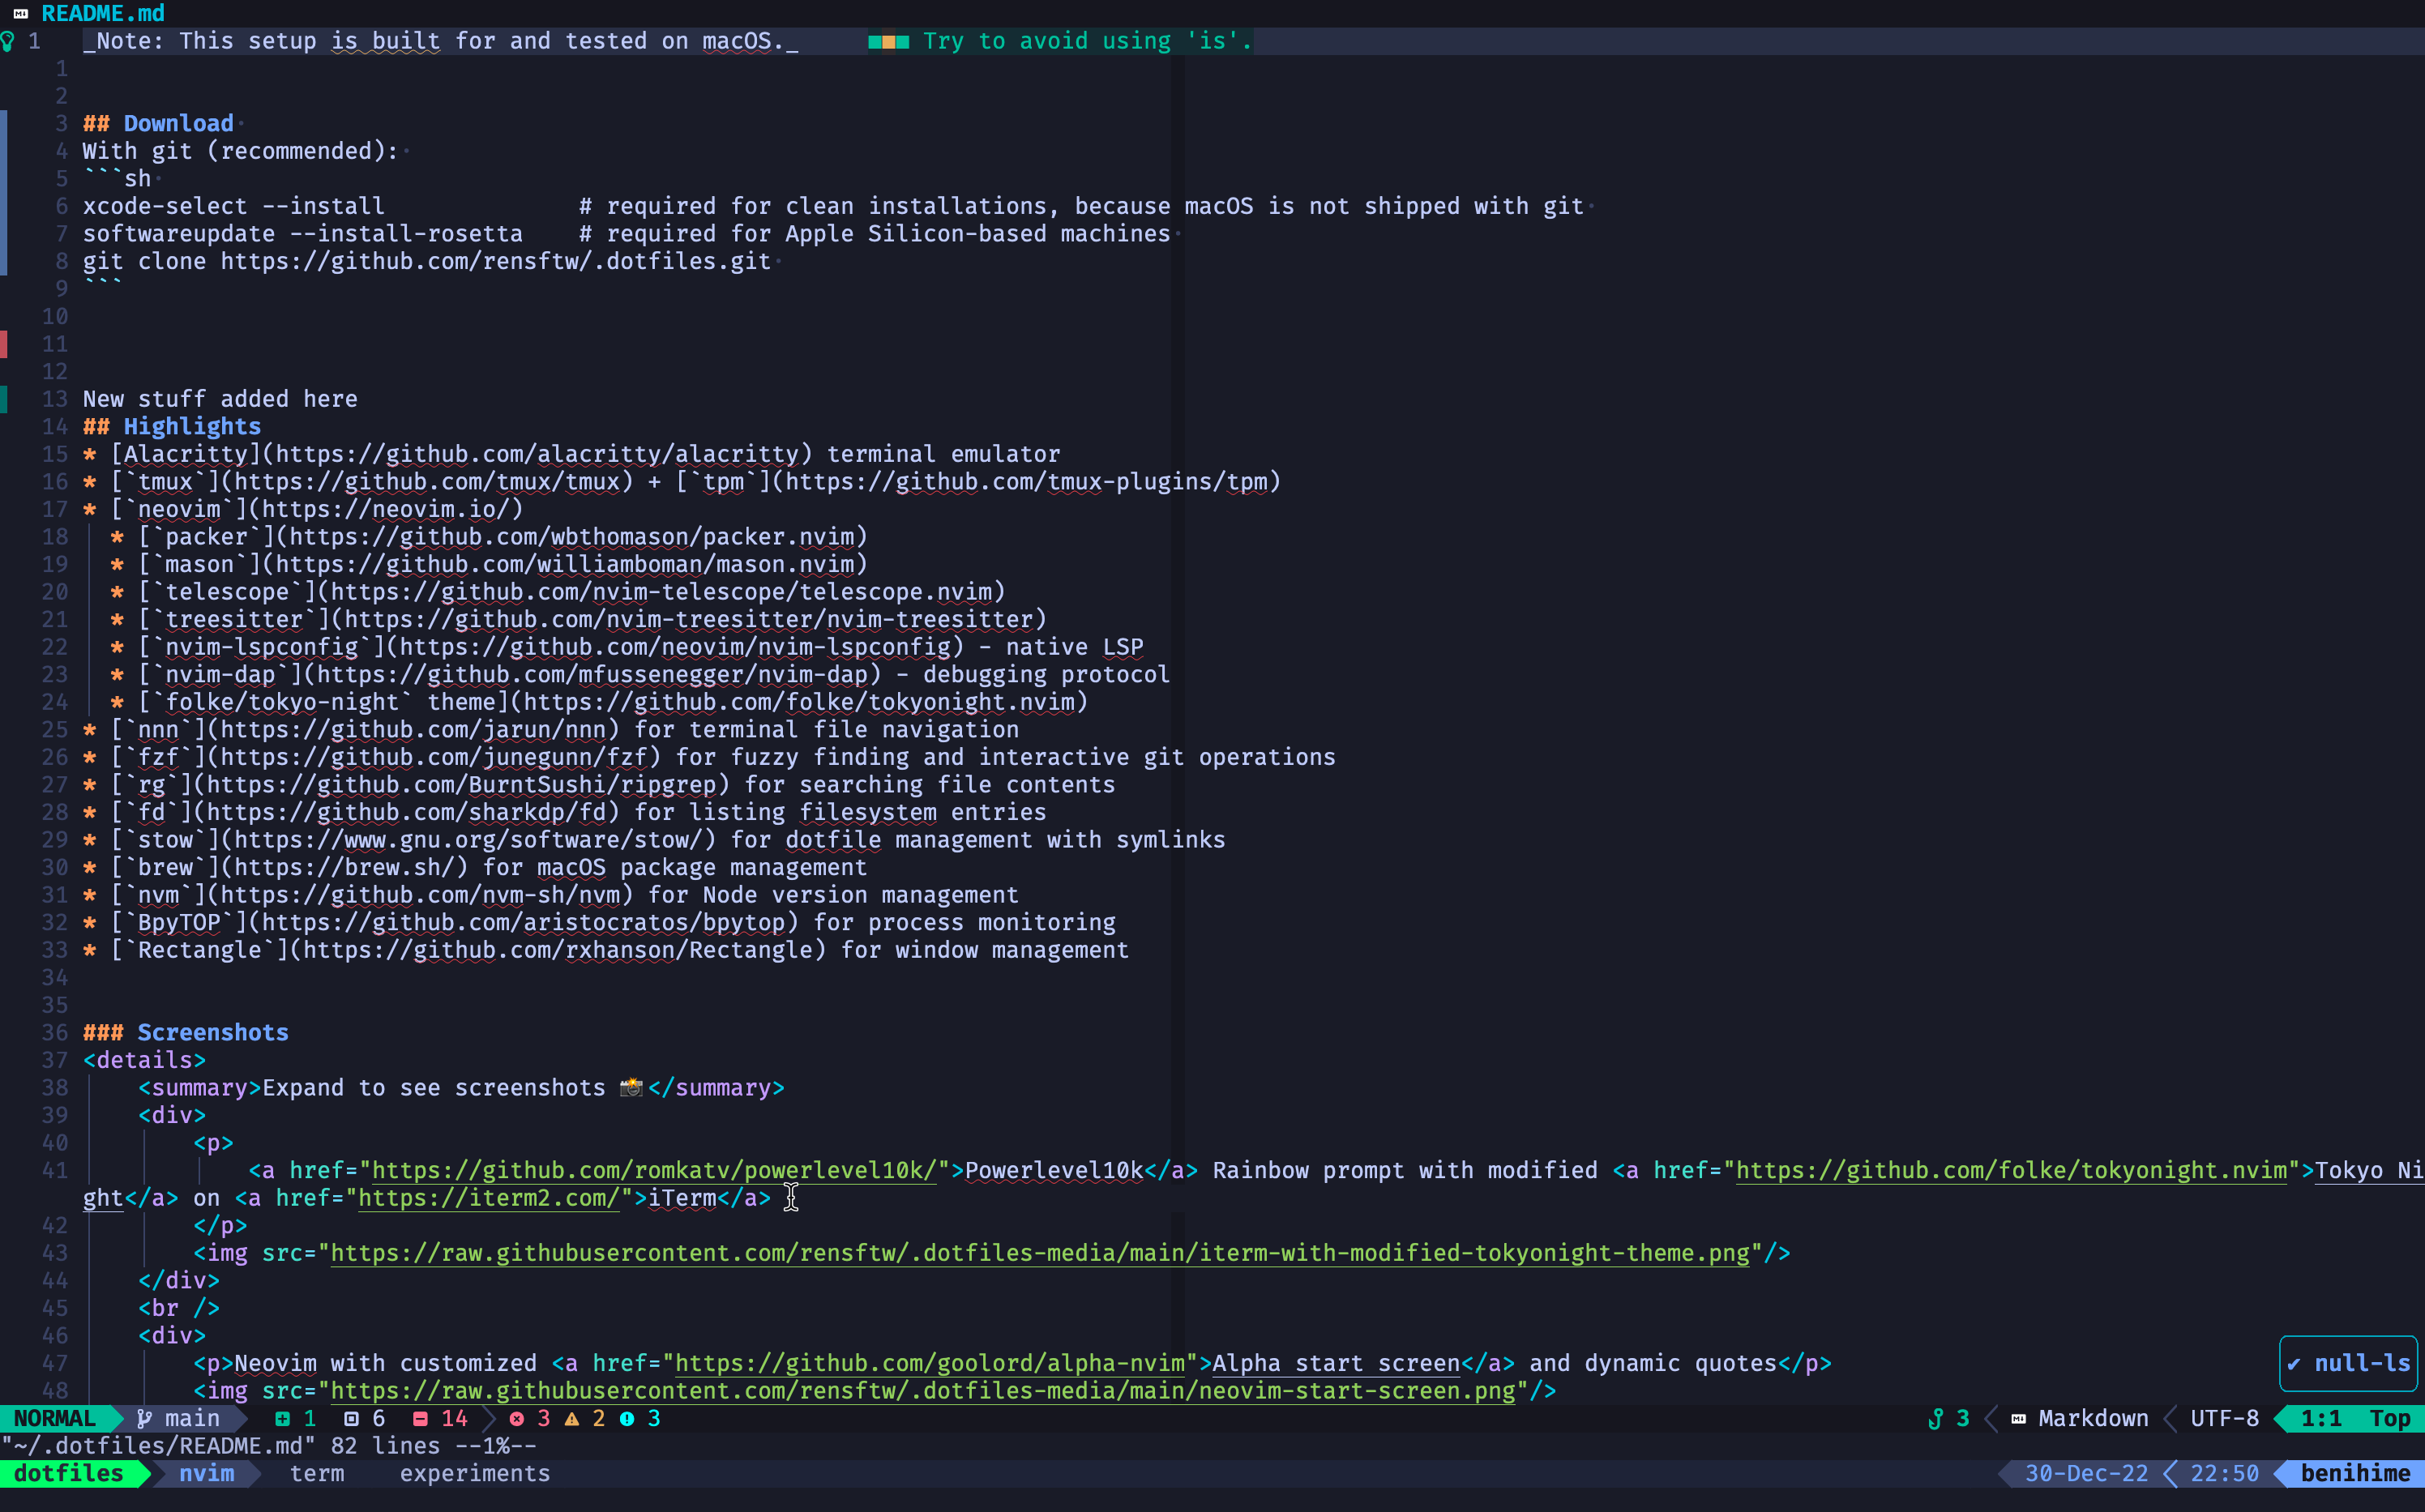 README.md
1 _Note: This setup is built for and tested on macOS._ ■■■ Try to avoid using 'is'.
1
2
3 ## Download
4 With git (recommended):
5 ```sh
6 xcode-select --install # required for clean installations, because macOS is not shipped with git
7 softwareupdate --install-rosetta # required for Apple Silicon-based machines
8 git clone https://github.com/rensftw/.dotfiles.git
9 ```
10
11
12
13 New stuff added here
14 ## Highlights
15 * [Alacritty](https://github.com/alacritty/alacritty) terminal emulator
16 * [`tmux`](https://github.com/tmux/tmux) + [`tpm`](https://github.com/tmux-plugins/tpm)
17 * [`neovim`](https://neovim.io/)
18 * [`packer`](https://github.com/wbthomason/packer.nvim)
19 * [`mason`](https://github.com/williamboman/mason.nvim)
20 * [`telescope`](https://github.com/nvim-telescope/telescope.nvim)
21 * [`treesitter`](https://github.com/nvim-treesitter/nvim-treesitter)
22 * [`nvim-lspconfig`](https://github.com/neovim/nvim-lspconfig) - native LSP
23 * [`nvim-dap`](https://github.com/mfussenegger/nvim-dap) - debugging protocol
24 * [`folke/tokyo-night` theme](https://github.com/folke/tokyonight.nvim)
25 * [`nnn`](https://github.com/jarun/nnn) for terminal file navigation
26 * [`fzf`](https://github.com/junegunn/fzf) for fuzzy finding and interactive git operations
27 * [`rg`](https://github.com/BurntSushi/ripgrep) for searching file contents
28 * [`fd`](https://github.com/sharkdp/fd) for listing filesystem entries
29 * [`stow`](https://www.gnu.org/software/stow/) for dotfile management with symlinks
30 * [`brew`](https://brew.sh/) for macOS package management
31 * [`nvm`](https://github.com/nvm-sh/nvm) for Node version management
32 * [`BpyTOP`](https://github.com/aristocratos/bpytop) for process monitoring
33 * [`Rectangle`](https://github.com/rxhanson/Rectangle) for window management
34
35
36 ### Screenshots
37 <details>
38 <summary>Expand to see screenshots 📸</summary>
39 <div>
40 <p>
41 <a href="https://github.com/romkatv/powerlevel10k/">Powerlevel10k</a> Rainbow prompt with modified <a href="https://github.com/folke/tokyonight.nvim">Tokyo Ni
ght</a> on <a href="https://iterm2.com/">iTerm</a>
42 </p>
43 <img src="https://raw.githubusercontent.com/rensftw/.dotfiles-media/main/iterm-with-modified-tokyonight-theme.png"/>
44 </div>
45 <br />
46 <div>
47 <p>Neovim with customized <a href="https://github.com/goolord/alpha-nvim">Alpha start screen</a> and dynamic quotes</p>
48 <img src="https://raw.githubusercontent.com/rensftw/.dotfiles-media/main/neovim-start-screen.png"/>
✔ null-ls
NORMAL main 1 6 14 3 2 3 3 Markdown UTF-8 1:1 Top
"~/.dotfiles/README.md" 82 lines --1%--
dotfiles nvim term experiments 30-Dec-22 22:50 benihime